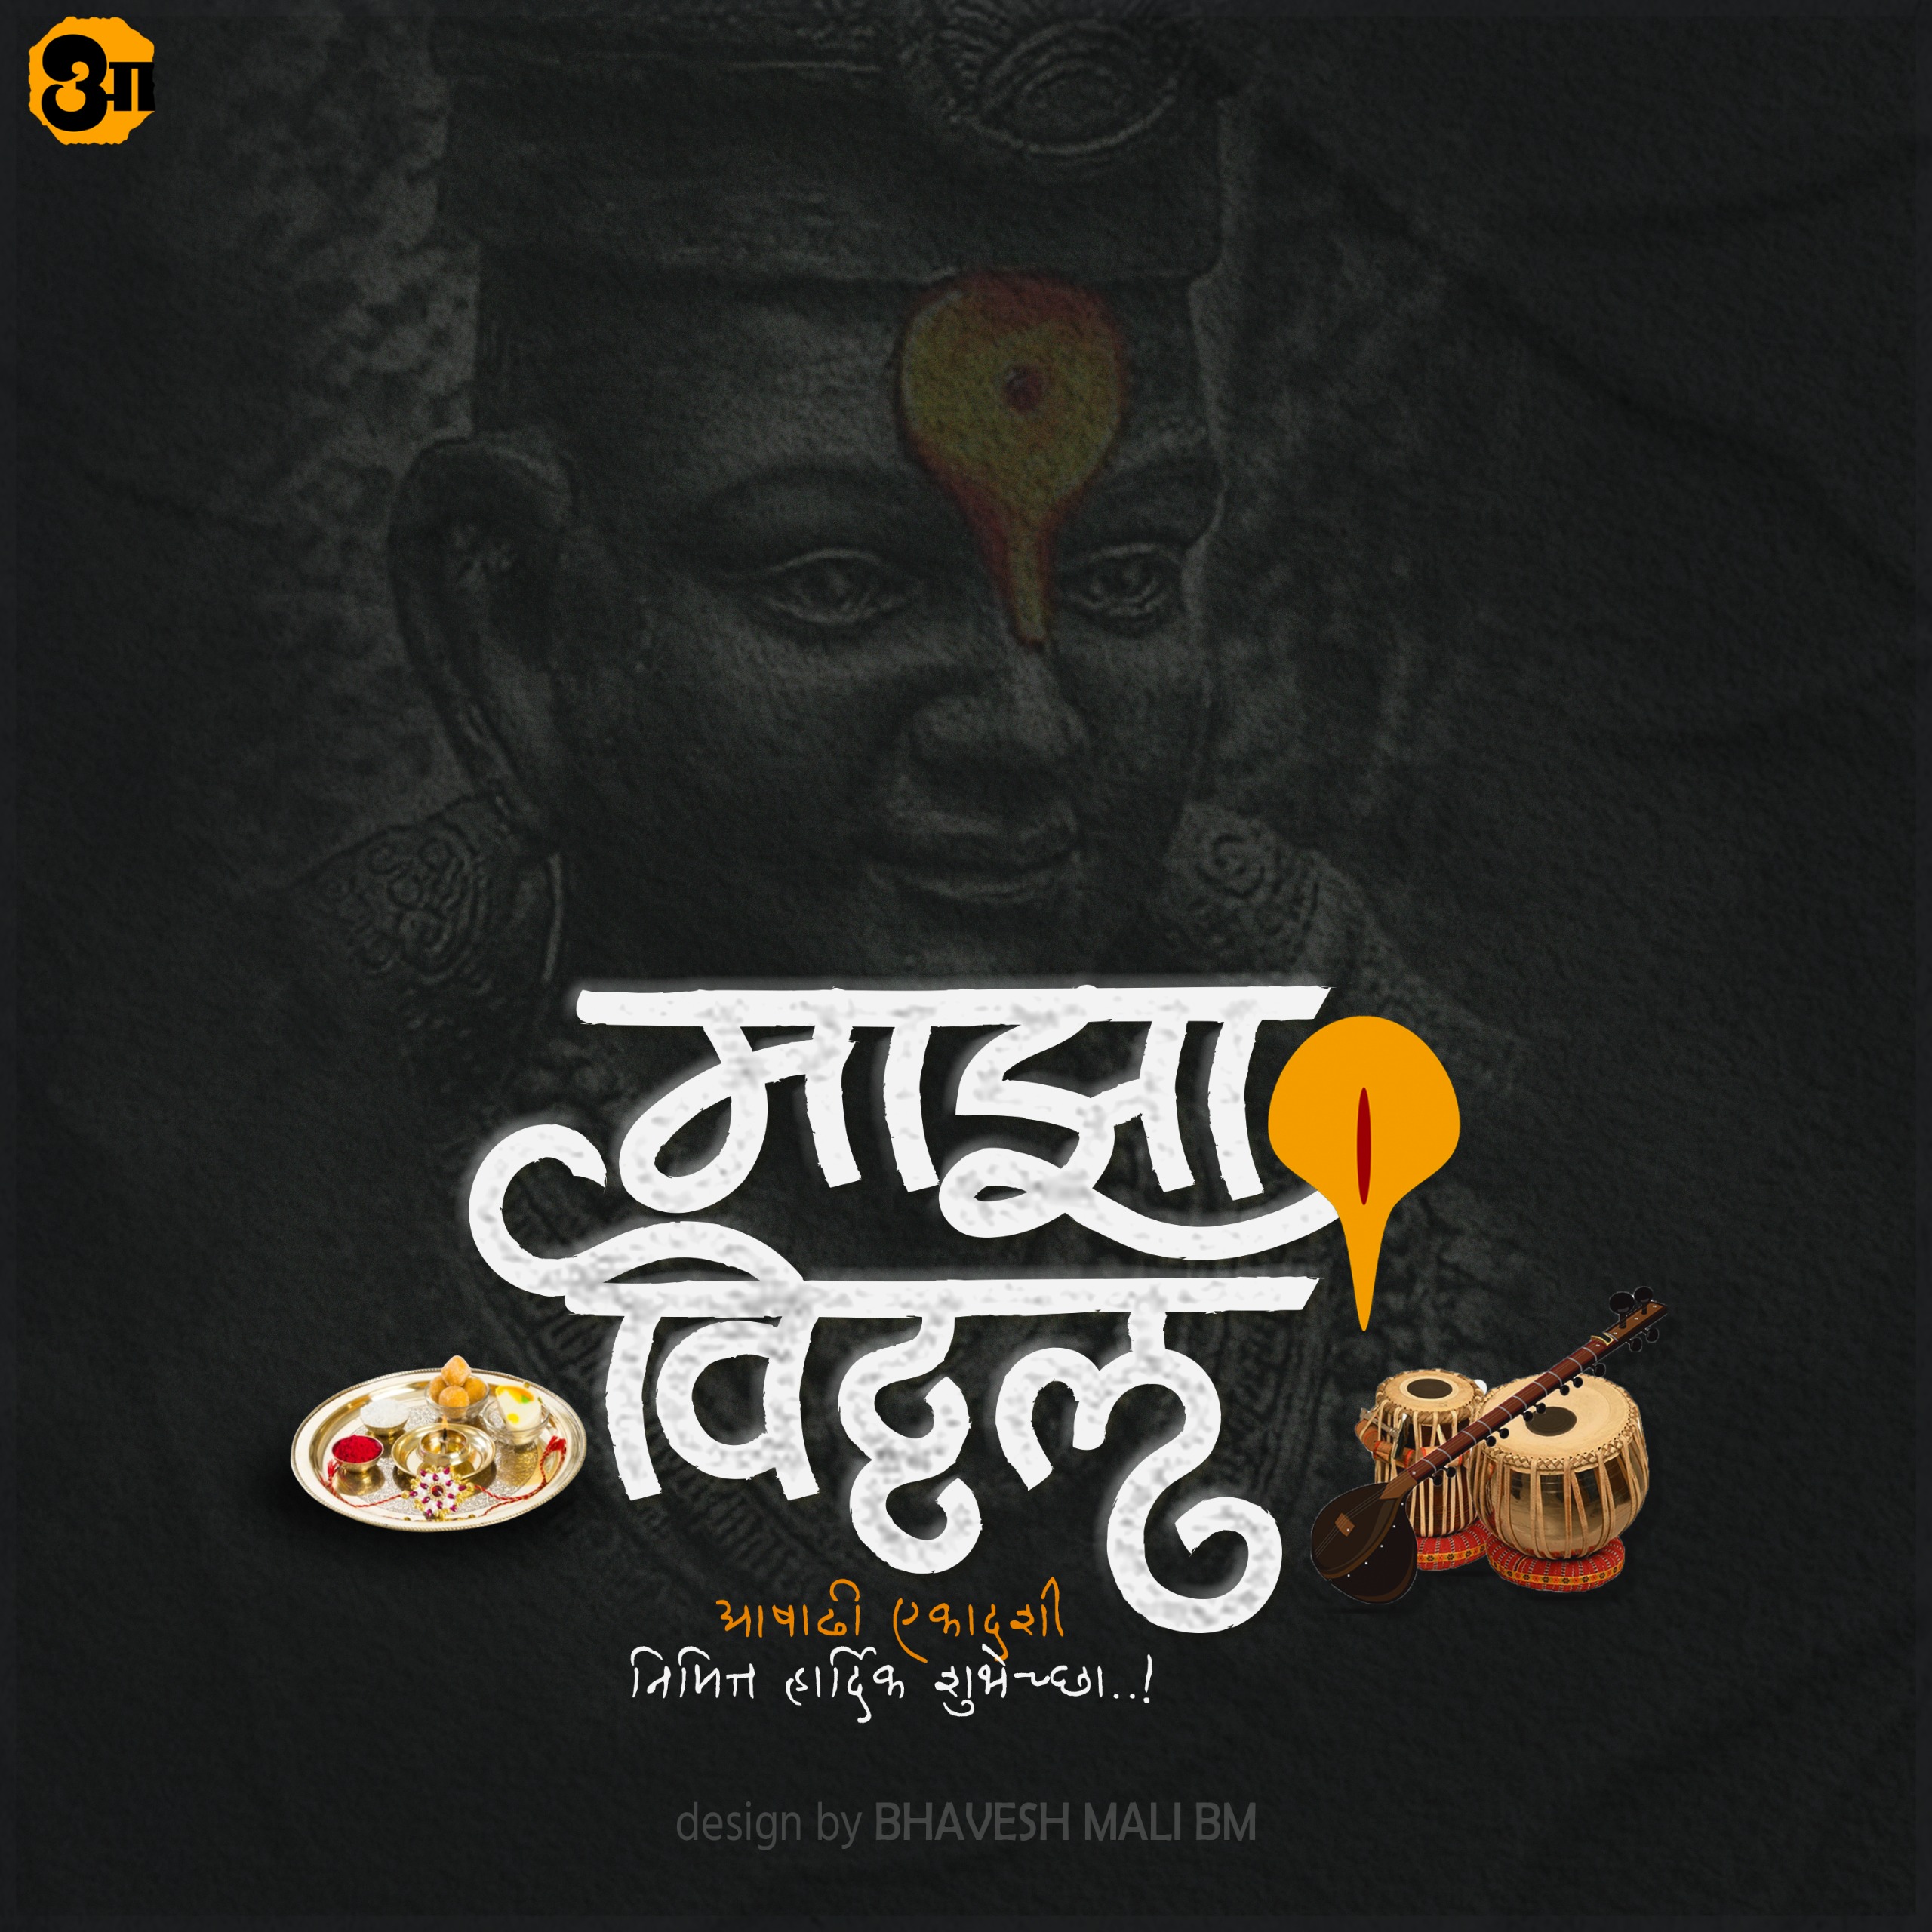 अ
माझा
विठ्ठल
आषाढी एकादशी
निमित्त हार्दिक शुभेच्छा..!
design by BHAVESH MALI BM